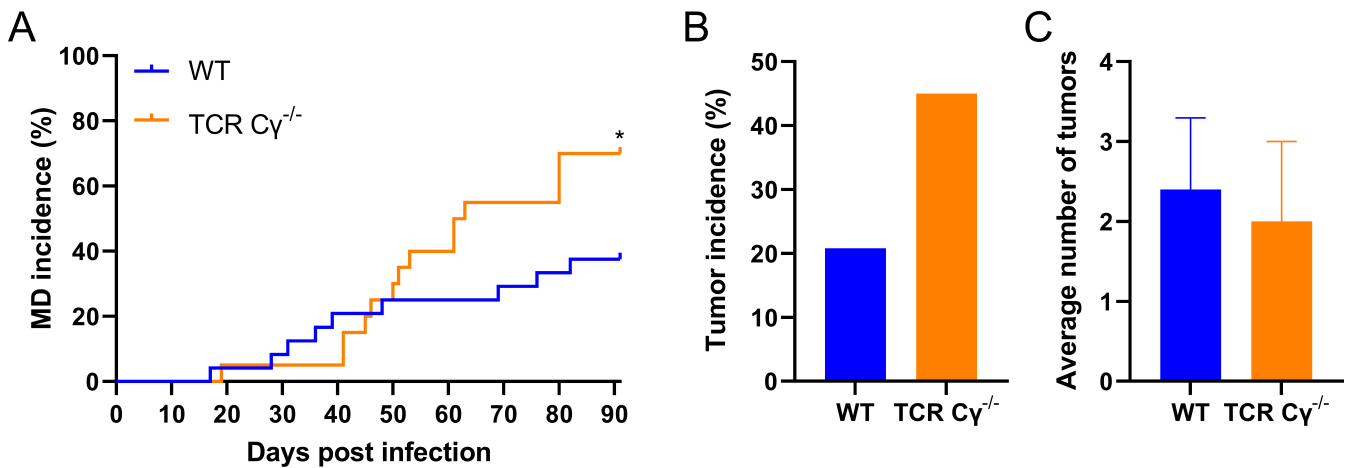 A
MD incidence (%)
100
80
60
40
20
0
WT
TCR Cγ-/-
*
0 10 20 30 40 50 60 70 80 90
Days post infection
B
Tumor incidence (%)
50
40
30
20
10
0
WT TCR Cγ-/-
C
Average number of tumors
4
3
2
1
0
WT TCR Cγ-/-